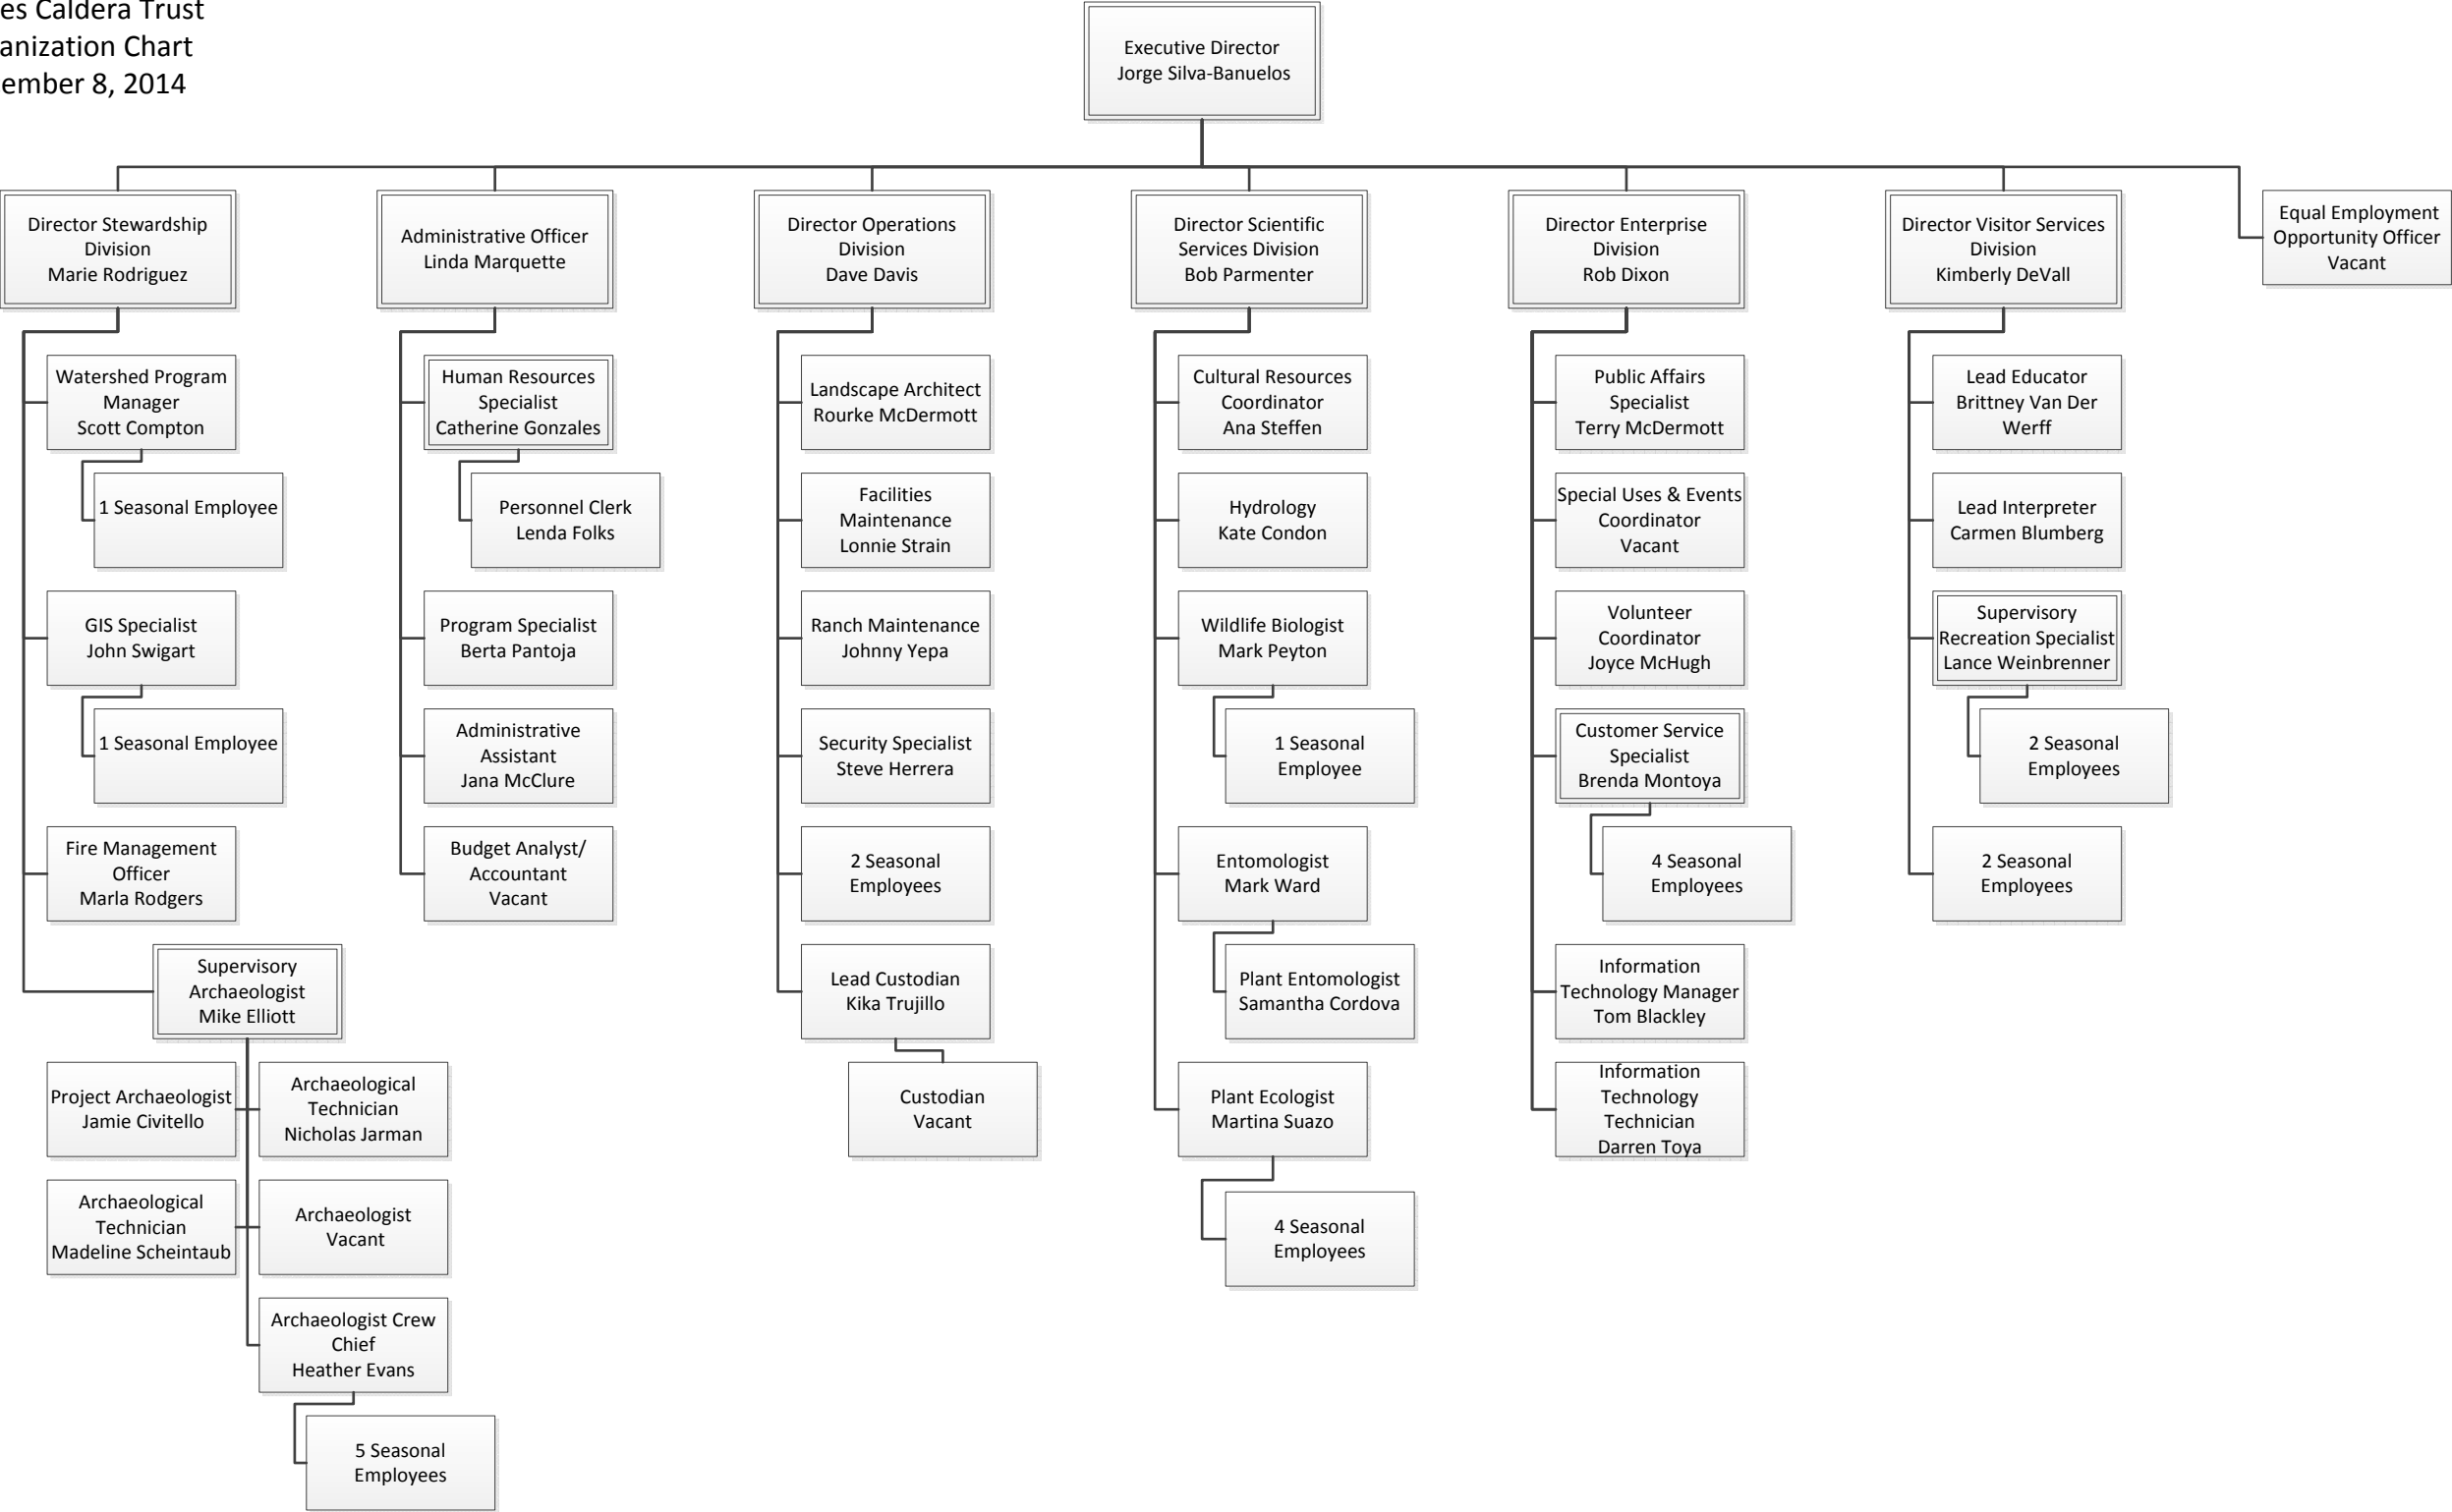 es Caldera Trust
anization Chart
ember 8, 2014
Executive Director
Jorge Silva-Banuelos
Director Stewardship
Division
Marie Rodriguez
Administrative Officer
Linda Marquette
Director Operations
Division
Dave Davis
Director Scientific
Services Division
Bob Parmenter
Director Enterprise
Division
Rob Dixon
Director Visitor Services
Division
Kimberly DeVall
Equal Employment
Opportunity Officer
Vacant
Watershed Program
Manager
Scott Compton
1 Seasonal Employee
GIS Specialist
John Swigart
1 Seasonal Employee
Fire Management
Officer
Marla Rodgers
Supervisory
Archaeologist
Mike Elliott
Project Archaeologist
Jamie Civitello
Archaeological
Technician
Nicholas Jarman
Archaeological
Technician
Madeline Scheintaub
Archaeologist
Vacant
Archaeologist Crew
Chief
Heather Evans
5 Seasonal
Employees
Human Resources
Specialist
Catherine Gonzales
Personnel Clerk
Lenda Folks
Program Specialist
Berta Pantoja
Administrative
Assistant
Jana McClure
Budget Analyst/
Accountant
Vacant
Landscape Architect
Rourke McDermott
Facilities
Maintenance
Lonnie Strain
Ranch Maintenance
Johnny Yepa
Security Specialist
Steve Herrera
2 Seasonal
Employees
Lead Custodian
Kika Trujillo
Custodian
Vacant
Cultural Resources
Coordinator
Ana Steffen
Hydrology
Kate Condon
Wildlife Biologist
Mark Peyton
1 Seasonal
Employee
Entomologist
Mark Ward
Plant Entomologist
Samantha Cordova
Plant Ecologist
Martina Suazo
4 Seasonal
Employees
Public Affairs
Specialist
Terry McDermott
Special Uses & Events
Coordinator
Vacant
Volunteer
Coordinator
Joyce McHugh
Customer Service
Specialist
Brenda Montoya
4 Seasonal
Employees
Information
Technology Manager
Tom Blackley
Information
Technology
Technician
Darren Toya
Lead Educator
Brittney Van Der
Werff
Lead Interpreter
Carmen Blumberg
Supervisory
Recreation Specialist
Lance Weinbrenner
2 Seasonal
Employees
2 Seasonal
Employees